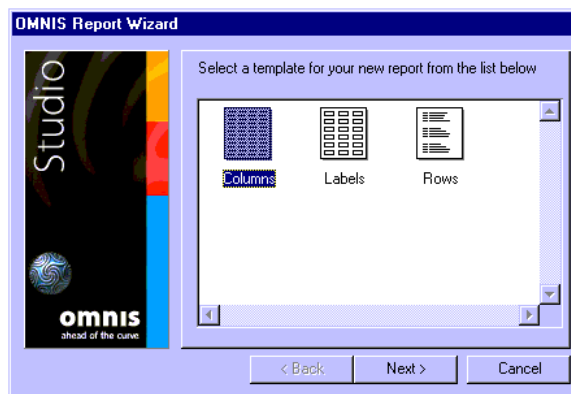 OMNIS Report Wizard
Studio
omnis
ahead of the curve
Select a template for your new report from the list below
Columns Labels Rows
< Back Next > Cancel